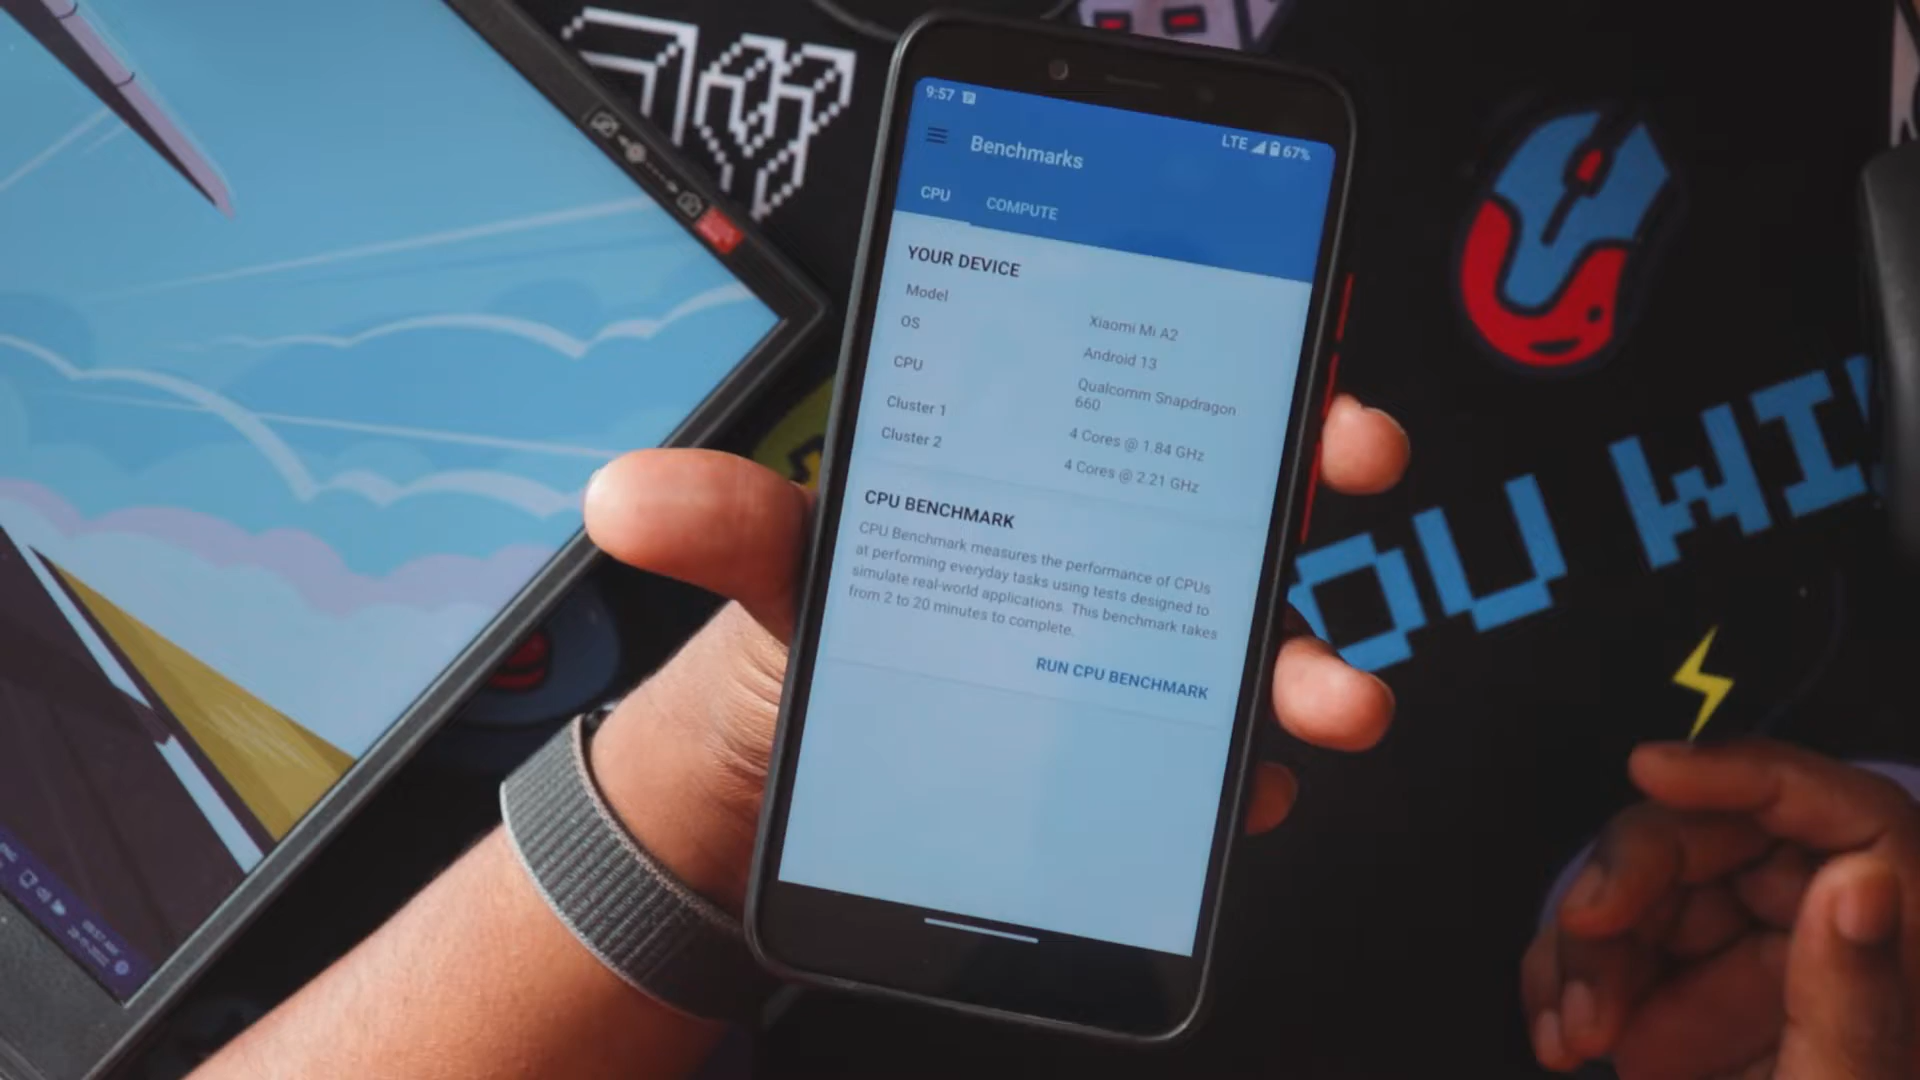 9:57
LTE 67%
Benchmarks
CPU COMPUTE
YOUR DEVICE
Model Xiaomi Mi A2
OS Android 13
CPU Qualcomm Snapdragon
660
Cluster 1 4 Cores @ 1.84 GHz
Cluster 2 4 Cores @ 2.21 GHz
CPU BENCHMARK
CPU Benchmark measures the performance of CPUs
at performing everyday tasks using tests designed to
simulate real-world applications. This benchmark takes
from 2 to 20 minutes to complete.
RUN CPU BENCHMARK
OU WI